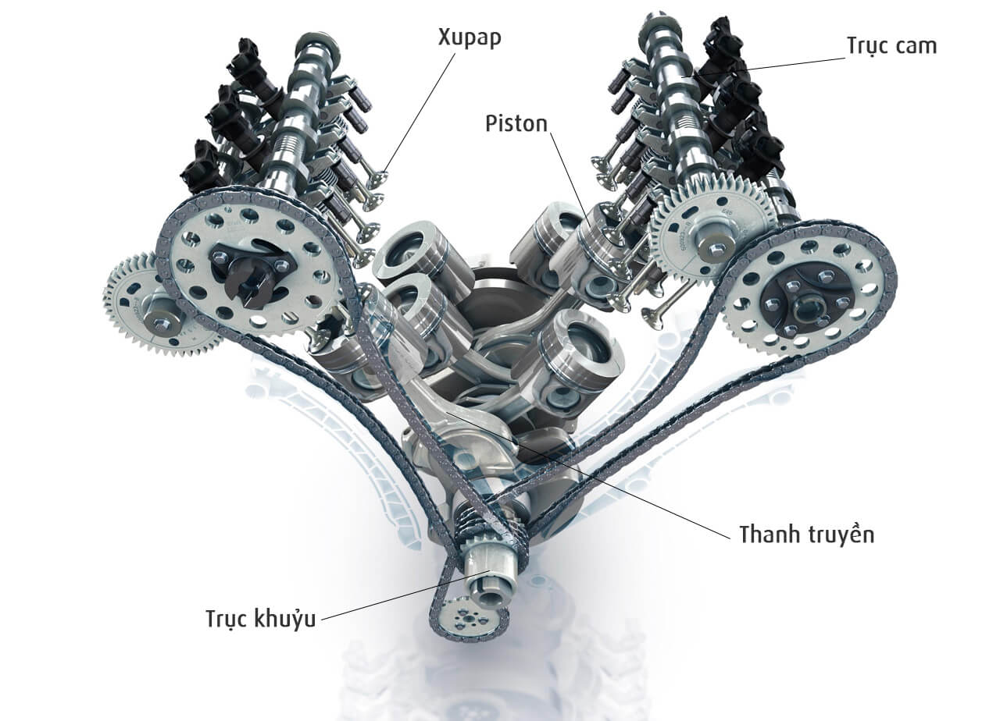 Xupap
Trục cam
Piston
Thanh truyền
Trục khuỷu